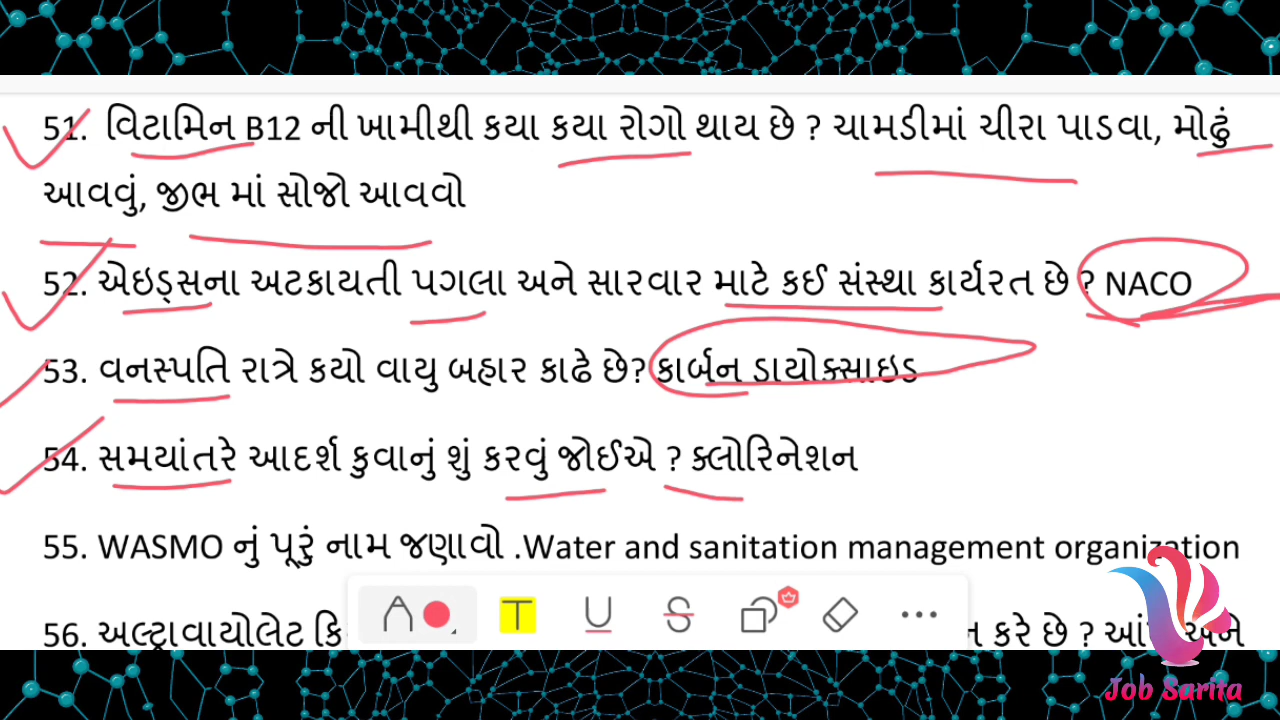 51. વિટામિન B12 ની ખામીથી કયા કયા રોગો થાય છે ? ચામડીમાં ચીરા પાડવા, મોઢું
આવવું, જીભ માં સોજો આવવો
52. એઇડ્સના અટકાયતી પગલા અને સારવાર માટે કઈ સંસ્થા કાર્યરત છે ? NACO
53. વનસ્પતિ રાત્રે કયો વાયુ બહાર કાઢે છે? કાર્બન ડાયોક્સાઇડ
54. સમયાંતરે આદર્શ કુવાનું શું કરવું જોઈએ ? ક્લોરિનેશન
55. WASMO નું પૂરું નામ જણાવો .Water and sanitation management organization
56. અલ્ટ્રાવાયોલેટ કરે છે ? અને
Job Sarita